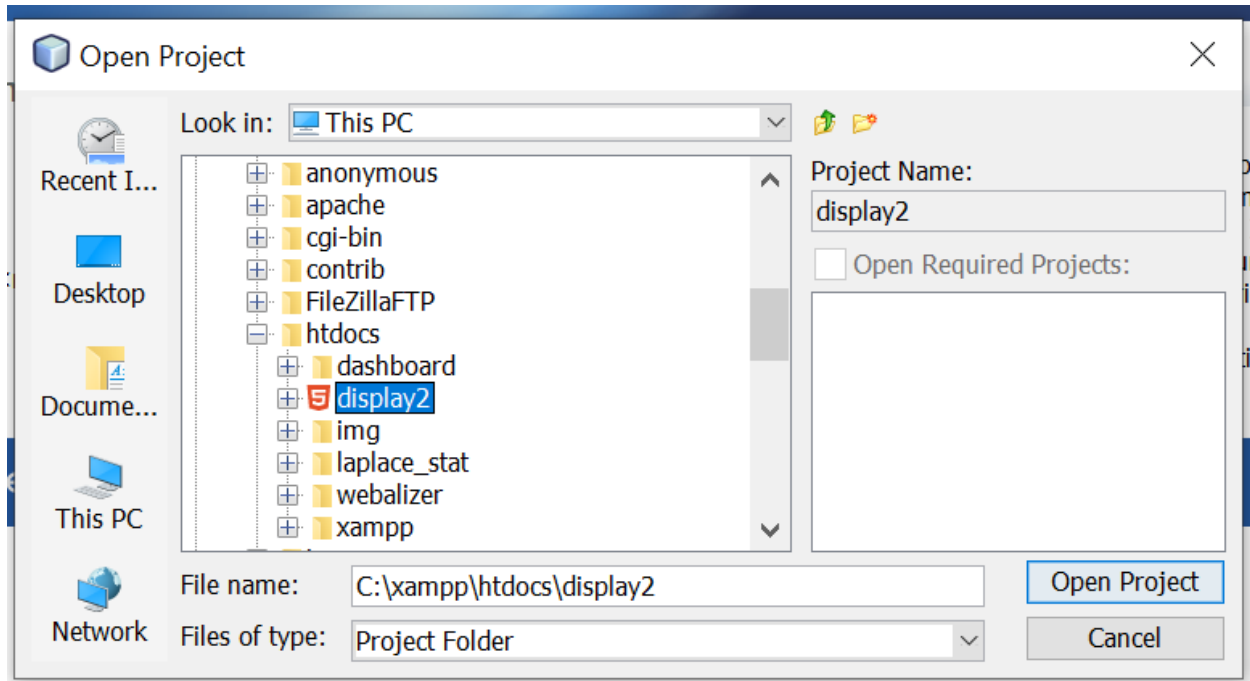 Open Project
Look in: This PC
Recent I...
Desktop
Docume...
This PC
Network
anonymous
apache
cgi-bin
contrib
FileZillaFTP
htdocs
dashboard
display2
img
laplace_stat
webalizer
xampp
Project Name:
display2
Open Required Projects:
File name: C:\xampp\htdocs\display2
Open Project
Files of type: Project Folder
Cancel